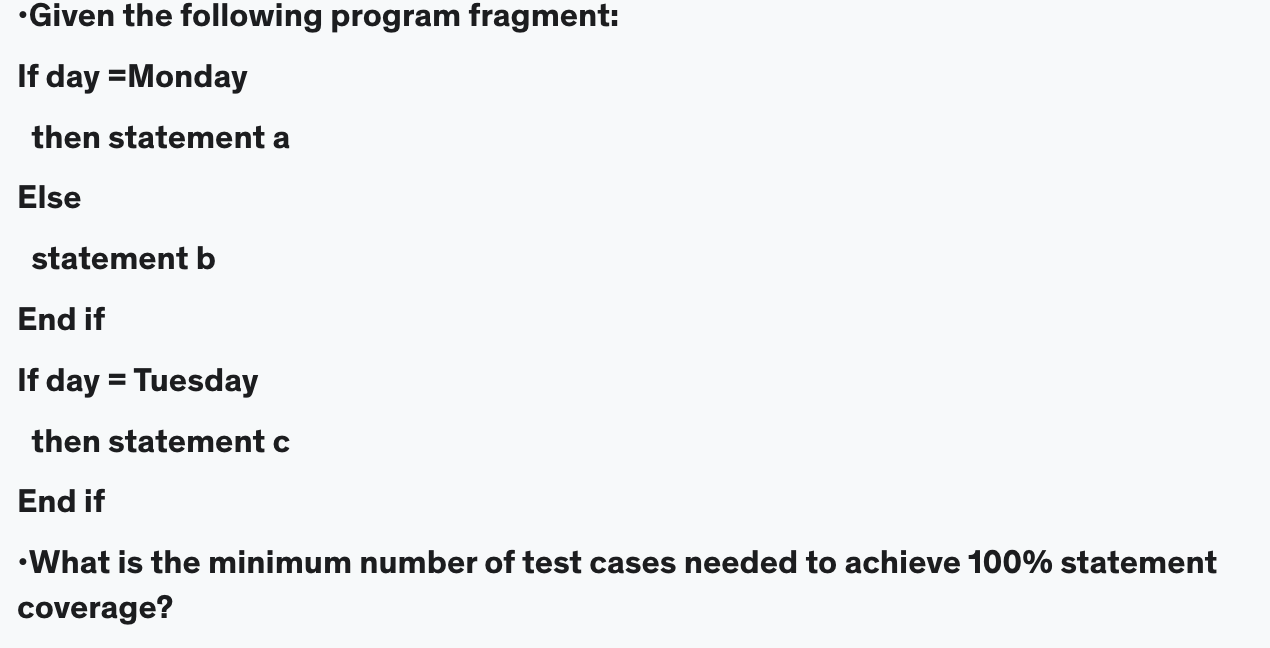 •Given the following program fragment:
If day =Monday
then statement a
Else
statement b
End if
If day = Tuesday
then statement c
End if
•What is the minimum number of test cases needed to achieve 100% statement
coverage?